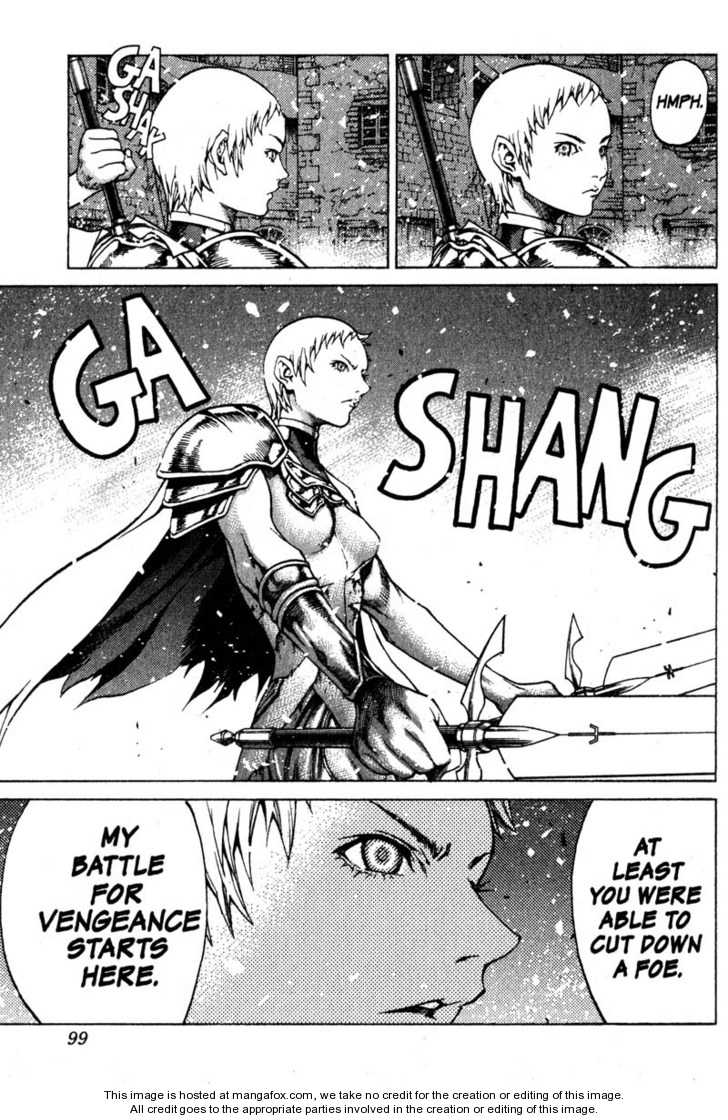 HMPH.
GA
SHAK
GA
SHANG
AT
LEAST
YOU WERE
ABLE TO
CUT DOWN
A FOE.
MY
BATTLE
FOR
VENGEANCE
STARTS
HERE.
99
This image is hosted at mangafox.com, we take no credit for the creation or editing of this image.
All credit goes to the appropriate parties involved in the creation or editing of this image.